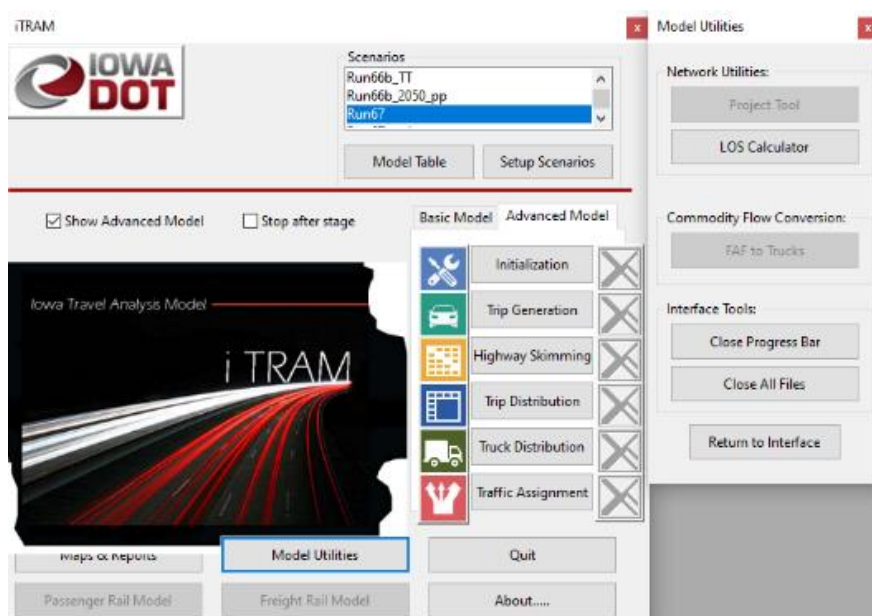 iTRAM
x
IOWA
DOT
Scenarios
Run66b_TT
Run66b_2050_pp
Run67
Model Table
Setup Scenarios
Show Advanced Model
Stop after stage
Basic Model
Advanced Model
Iowa Travel Analysis Model
i TRAM
Initialization
Trip Generation
Highway Skimming
Trip Distribution
Truck Distribution
Traffic Assignment
Maps & Reports
Model Utilities
Quit
Passenger Rail Model
Freight Rail Model
About.....
Model Utilities
x
Network Utilities:
Project Tool
LOS Calculator
Commodity Flow Conversion:
FAF to Trucks
Interface Tools:
Close Progress Bar
Close All Files
Return to Interface